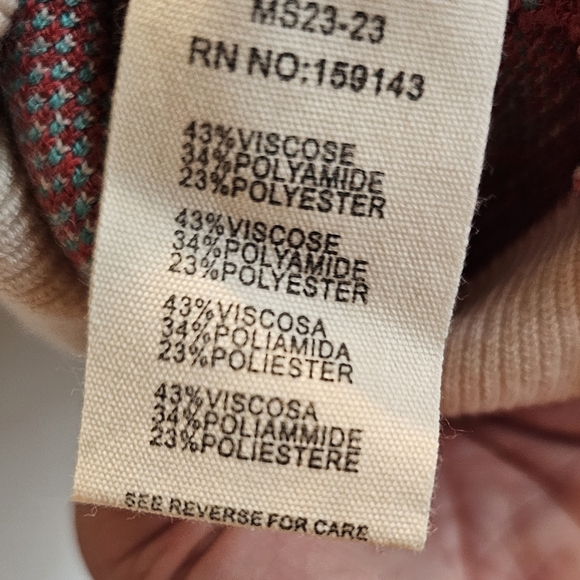 MS23-23
RN NO:159143
43%VISCOSE
34%POLYAMIDE
23%POLYESTER
43%VISCOSE
34%POLYAMIDE
23%POLYESTER
43%VISCOSA
34%POLIAMIDA
23%POLIESTER
43%VISCOSA
34%POLIAMMIDE
23%POLIESTERE
SEE REVERSE FOR CARE